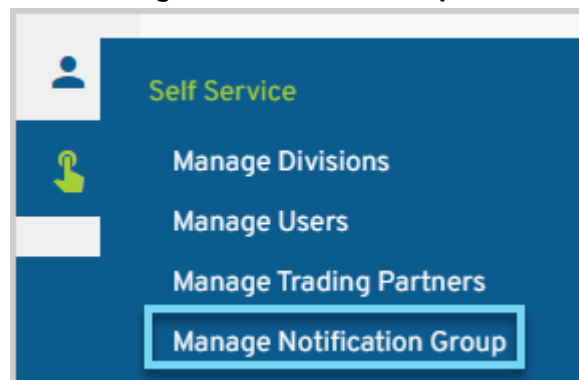 Self Service
Manage Divisions
Manage Users
Manage Trading Partners
Manage Notification Group